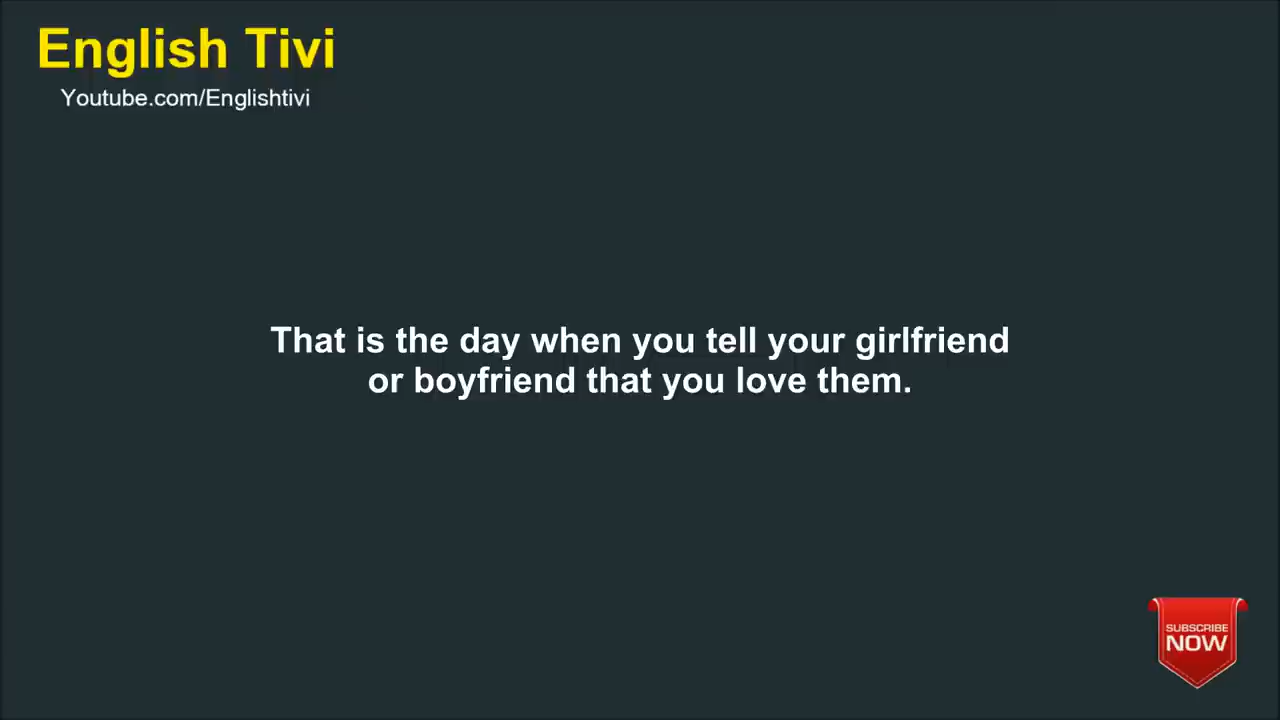 English Tivi
Youtube.com/Englishtivi
That is the day when you tell your girlfriend
or boyfriend that you love them.
SUBSCRIBE
NOW